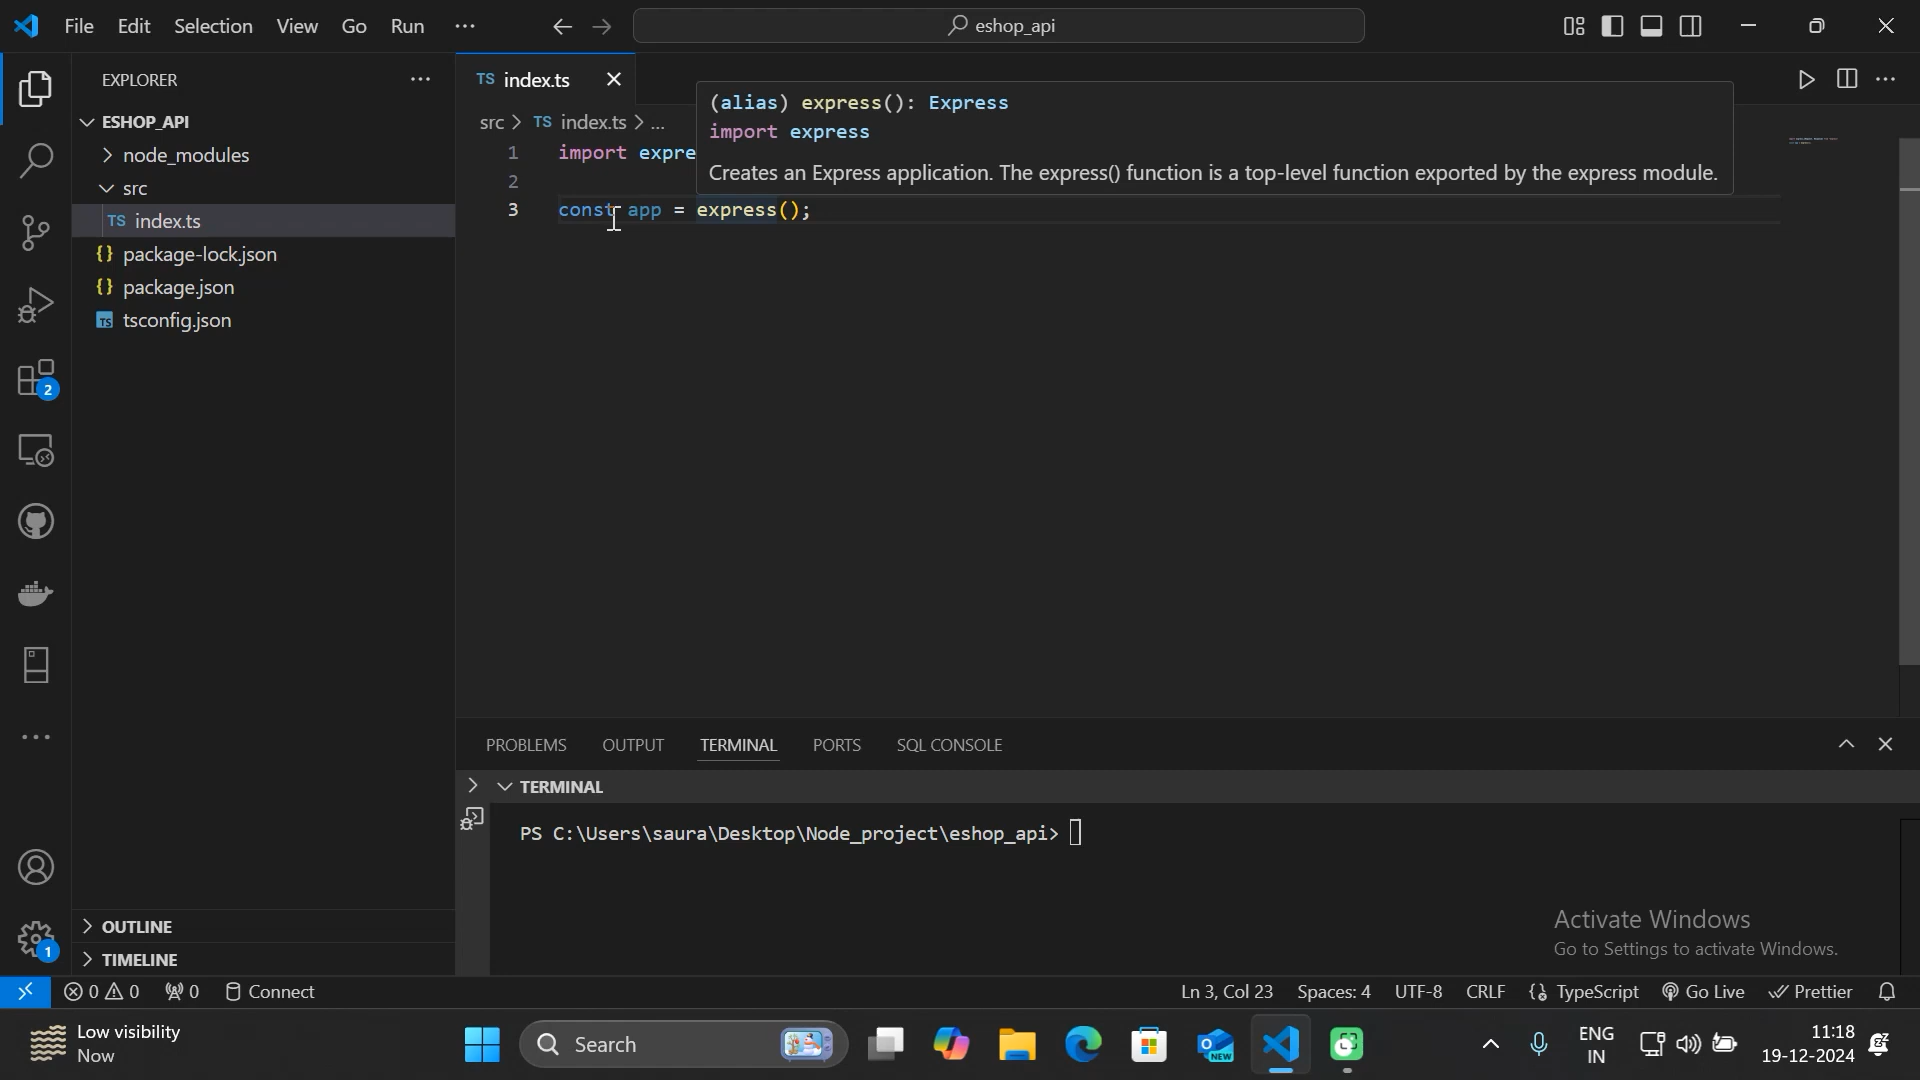 File Edit Selection View Go Run ... eshop_api
EXPLORER ...
ESHOP_API
node_modules
src
TS index.ts
{} package-lock.json
{} package.json
TS tsconfig.json
OUTLINE
TIMELINE
2
1
TS index.ts
src > TS index.ts > ...
(alias) express(): Express
import express
Creates an Express application. The express() function is a top-level function exported by the express module.
1 import expre
2
3 const app = express();
PROBLEMS OUTPUT TERMINAL PORTS SQL CONSOLE
TERMINAL
PS C:\Users\saura\Desktop\Node_project\eshop_api>
Activate Windows
Go to Settings to activate Windows.
0 0 0 Connect Ln 3, Col 23 Spaces: 4 UTF-8 CRLF {} TypeScript Go Live Prettier
Low visibility
Now
Search
NEW
ENG
IN
11:18
19-12-2024